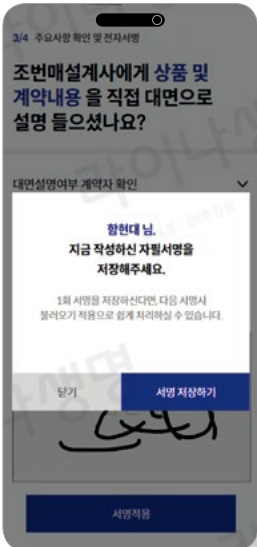 3/4 주요사항 확인 및 전자서명
조번매설계사에게 상품 및
계약내용 을 직접 대면으로
설명 들으셨나요?
대면설명여부 계약자 확인
함현대 님,
지금 작성하신 자필서명을
저장해주세요.
1회 서명을 저장하신다면, 다음 서명시
불러오기 적용으로 쉽게 처리하실 수 있습니다.
닫기
서명 저장하기
서명적용